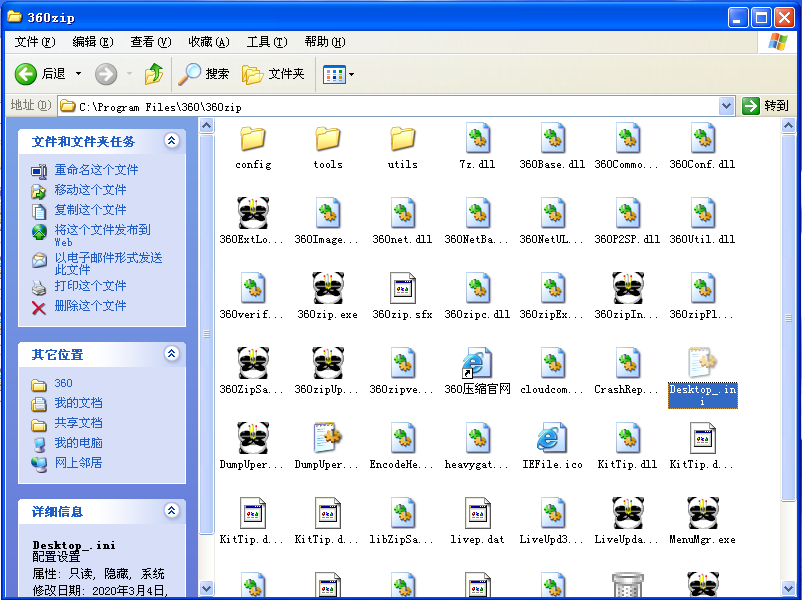 360zip
文件(F) 编辑(E) 查看(V) 收藏(A) 工具(T) 帮助(H)
后退 搜索 文件夹
地址(D) C:\Program Files\360\360zip 转到
文件和文件夹任务
重命名这个文件
移动这个文件
复制这个文件
将这个文件发布到
Web
以电子邮件形式发送
此文件
打印这个文件
删除这个文件
其它位置
360
我的文档
共享文档
我的电脑
网上邻居
详细信息
Desktop_.ini
配置设置
属性: 只读, 隐藏, 系统
修改日期: 2020年3月4日,
config tools utils 7z.dll 360Base.dll 360Commo... 360Conf.dll
360ExtLo... 360Image... 360net.dll 360NetBa... 360NetUL... 360P2SP.dll 360Util.dll
360verif... 360zip.exe 360zip.sfx 360zipc.dll 360zipEx... 360zipIn... 360zipPl...
360ZipSa... 360zipUp... 360zipve... 360压缩官网 cloudcom... CrashRep... Desktop_.in
i
DumpUper... DumpUper... EncodeHe... heavygat... IEFile.ico KitTip.dll KitTip.d...
KitTip.d... KitTip.d... libZipSa... livep.dat LiveUpd3... LiveUpda... MenuMgr.exe